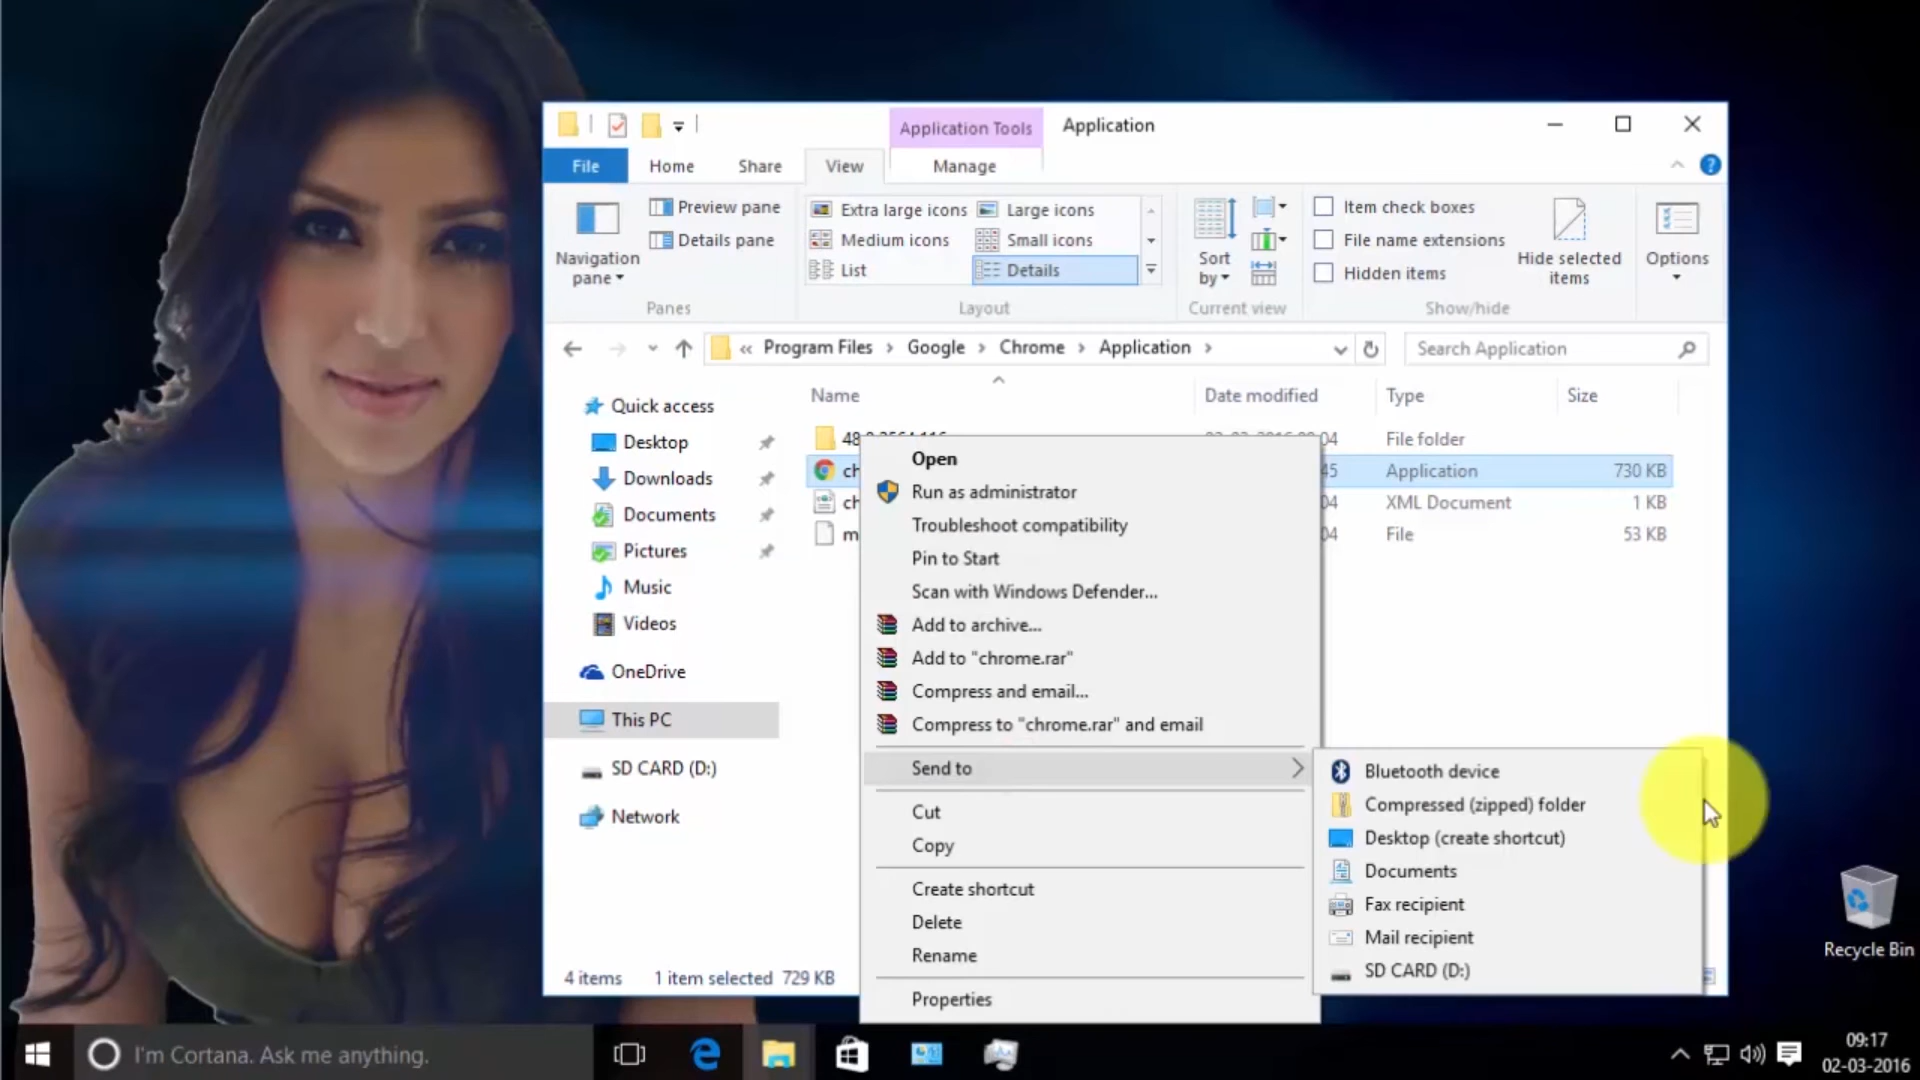 Application Tools
Application
File
Home
Share
View
Manage
Navigation
pane
Preview pane
Details pane
Panes
Extra large icons
Large icons
Medium icons
Small icons
List
Details
Layout
Sort
by
Current view
Item check boxes
File name extensions
Hidden items
Hide selected
items
Show/hide
Options
« Program Files › Google › Chrome › Application ›
Search Application
Name
Date modified
Type
Size
Quick access
Desktop
Downloads
Documents
Pictures
Music
Videos
OneDrive
This PC
SD CARD (D:)
Network
File folder
ch
45
Application
730 KB
ch
04
XML Document
1 KB
m
04
File
53 KB
Open
Run as administrator
Troubleshoot compatibility
Pin to Start
Scan with Windows Defender...
Add to archive...
Add to "chrome.rar"
Compress and email...
Compress to "chrome.rar" and email
Send to
Cut
Copy
Create shortcut
Delete
Rename
Properties
Bluetooth device
Compressed (zipped) folder
Desktop (create shortcut)
Documents
Fax recipient
Mail recipient
SD CARD (D:)
4 items
1 item selected 729 KB
Recycle Bin
I'm Cortana. Ask me anything.
09:17
02-03-2016